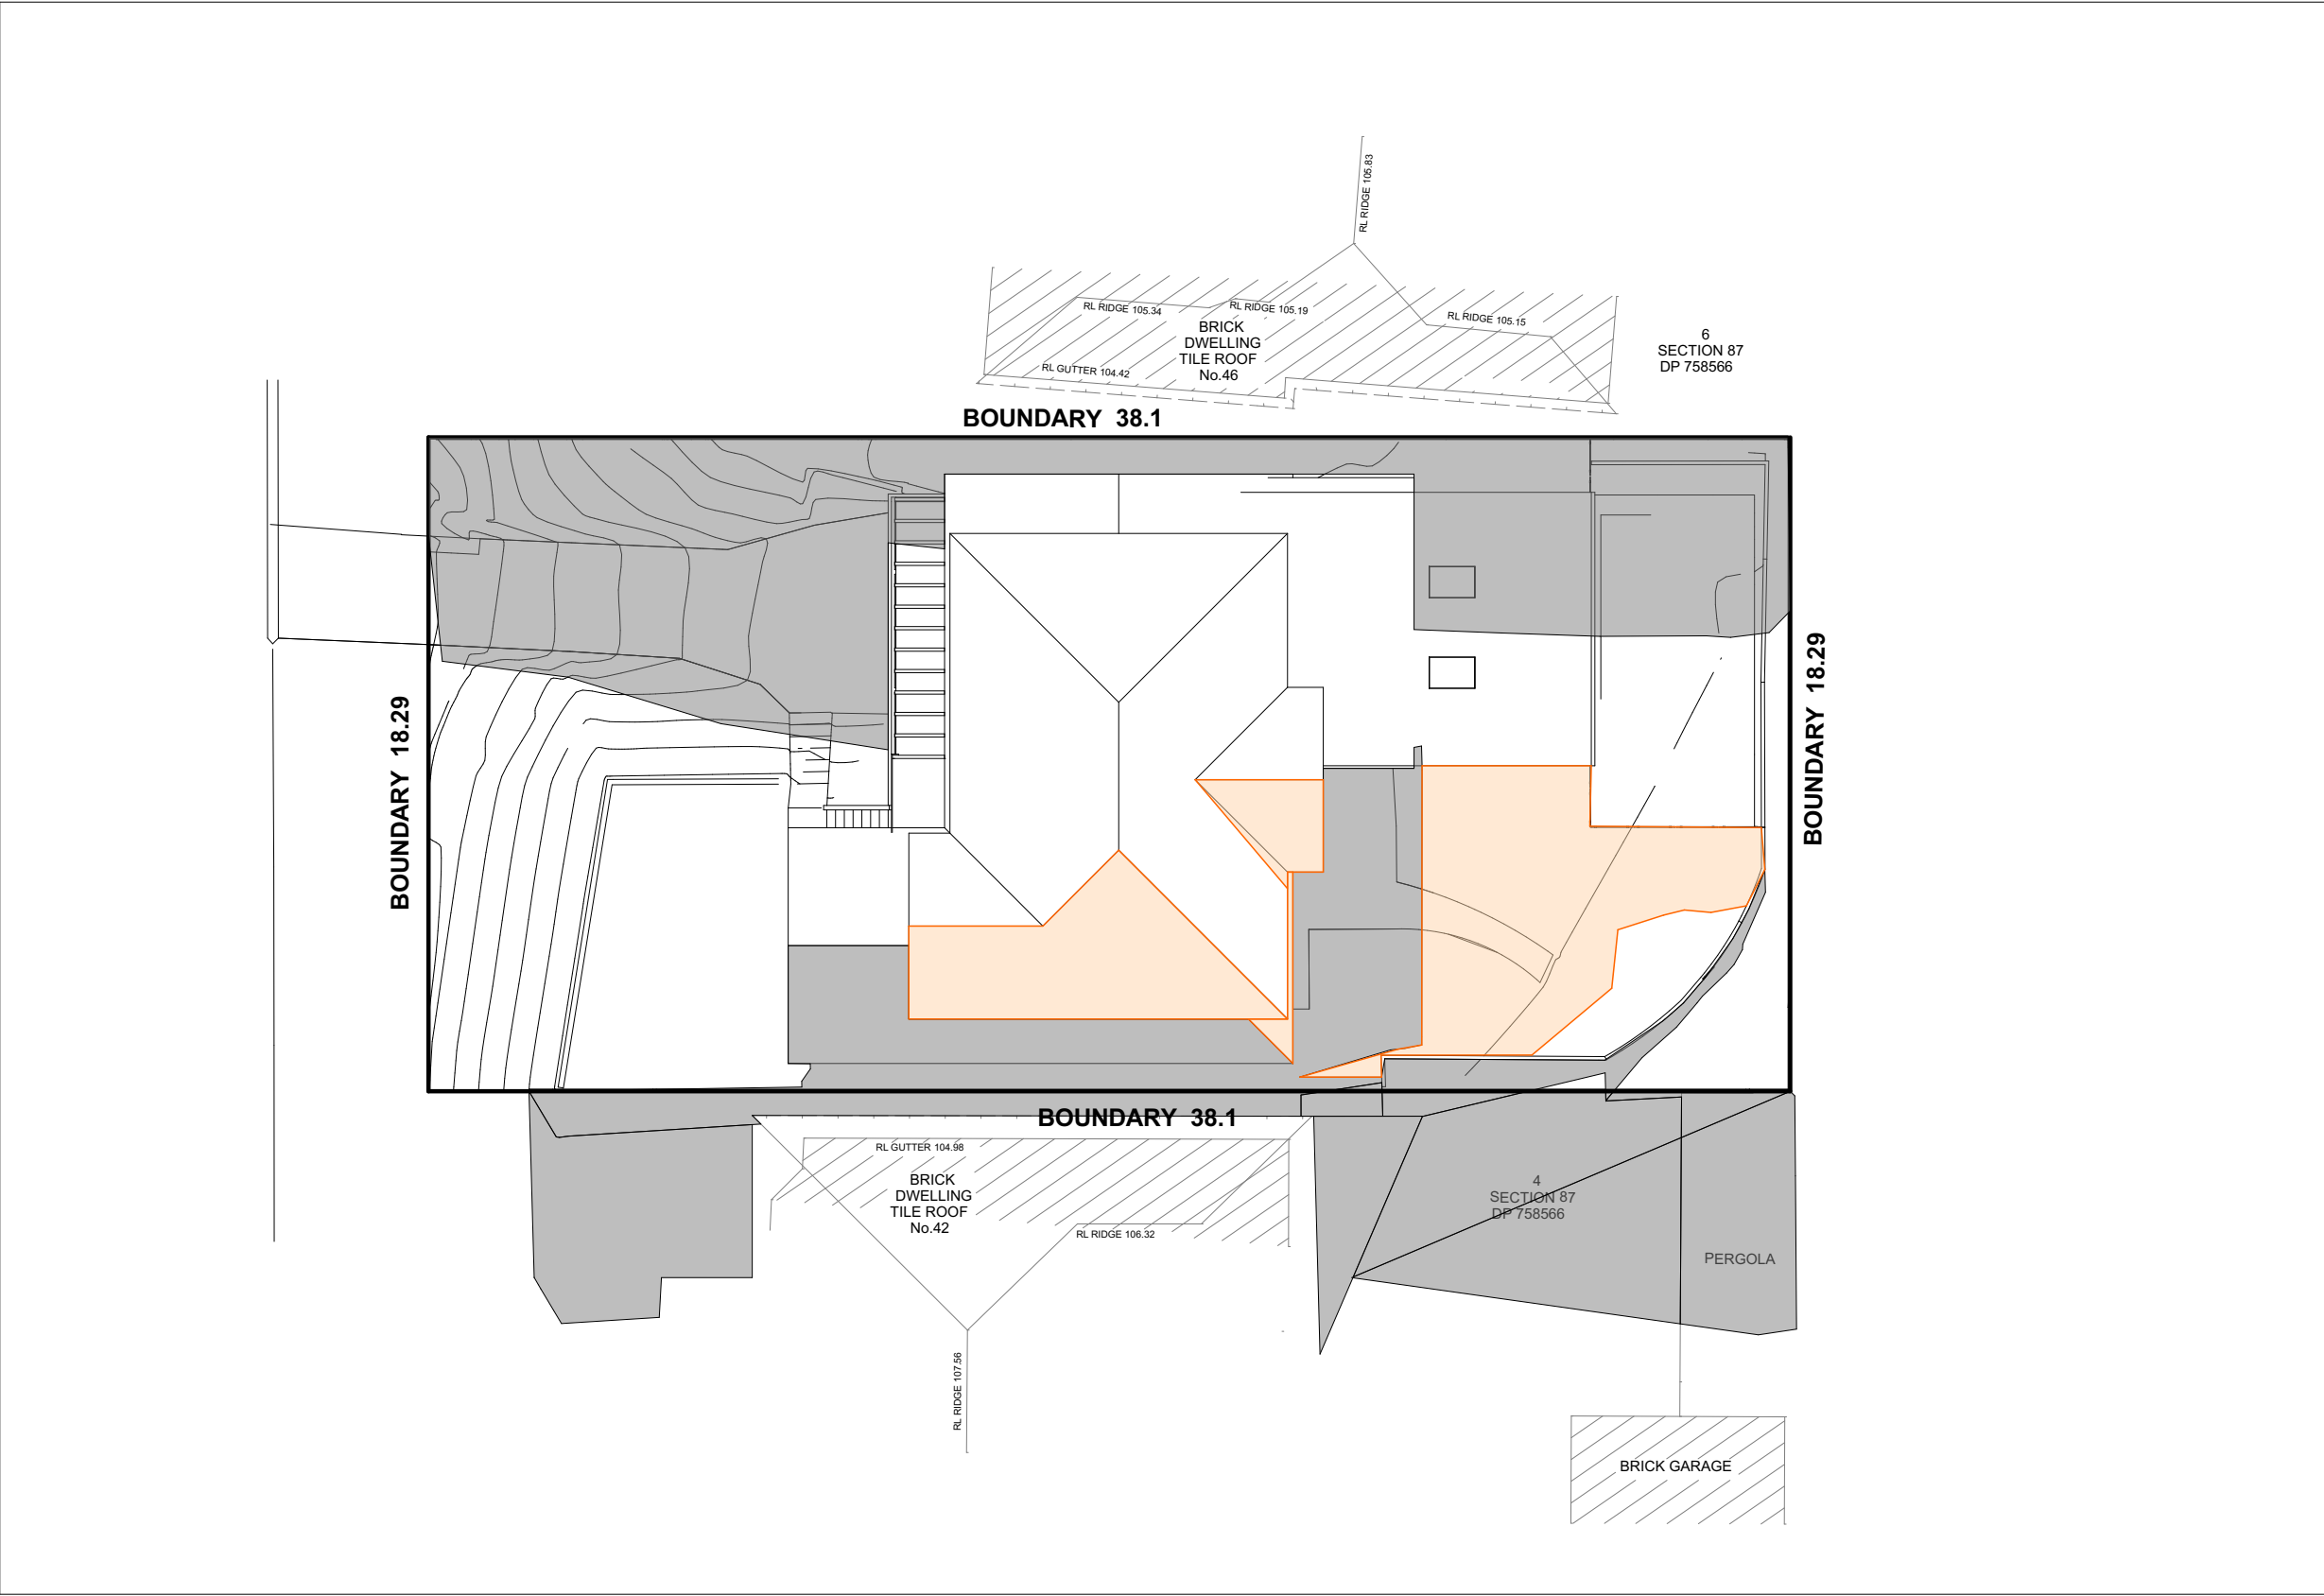 RL RIDGE 105.83
RL RIDGE 105.34
RL RIDGE 105.19
RL RIDGE 105.15
BRICK
DWELLING
TILE ROOF
No.46
RL GUTTER 104.42
6
SECTION 87
DP 758566
BOUNDARY 38.1
BOUNDARY 18.29
BOUNDARY 18.29
BOUNDARY 38.1
RL GUTTER 104.98
BRICK
DWELLING
TILE ROOF
No.42
RL RIDGE 106.32
4
SECTION 87
DP 758566
PERGOLA
RL RIDGE 107.56
BRICK GARAGE